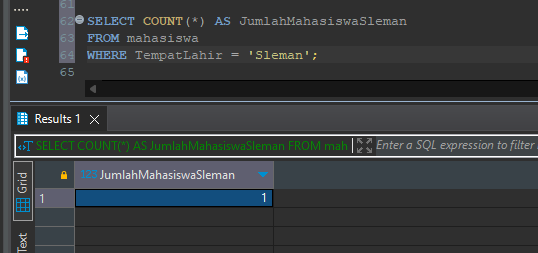 61
62 SELECT COUNT(*) AS JumlahMahasiswaSleman
63 FROM mahasiswa
64 WHERE TempatLahir = 'Sleman';
65
Results 1
SELECT COUNT(*) AS JumlahMahasiswaSleman FROM mah Enter a SQL expression to filter
Grid
123 JumlahMahasiswaSleman
1 1
Text